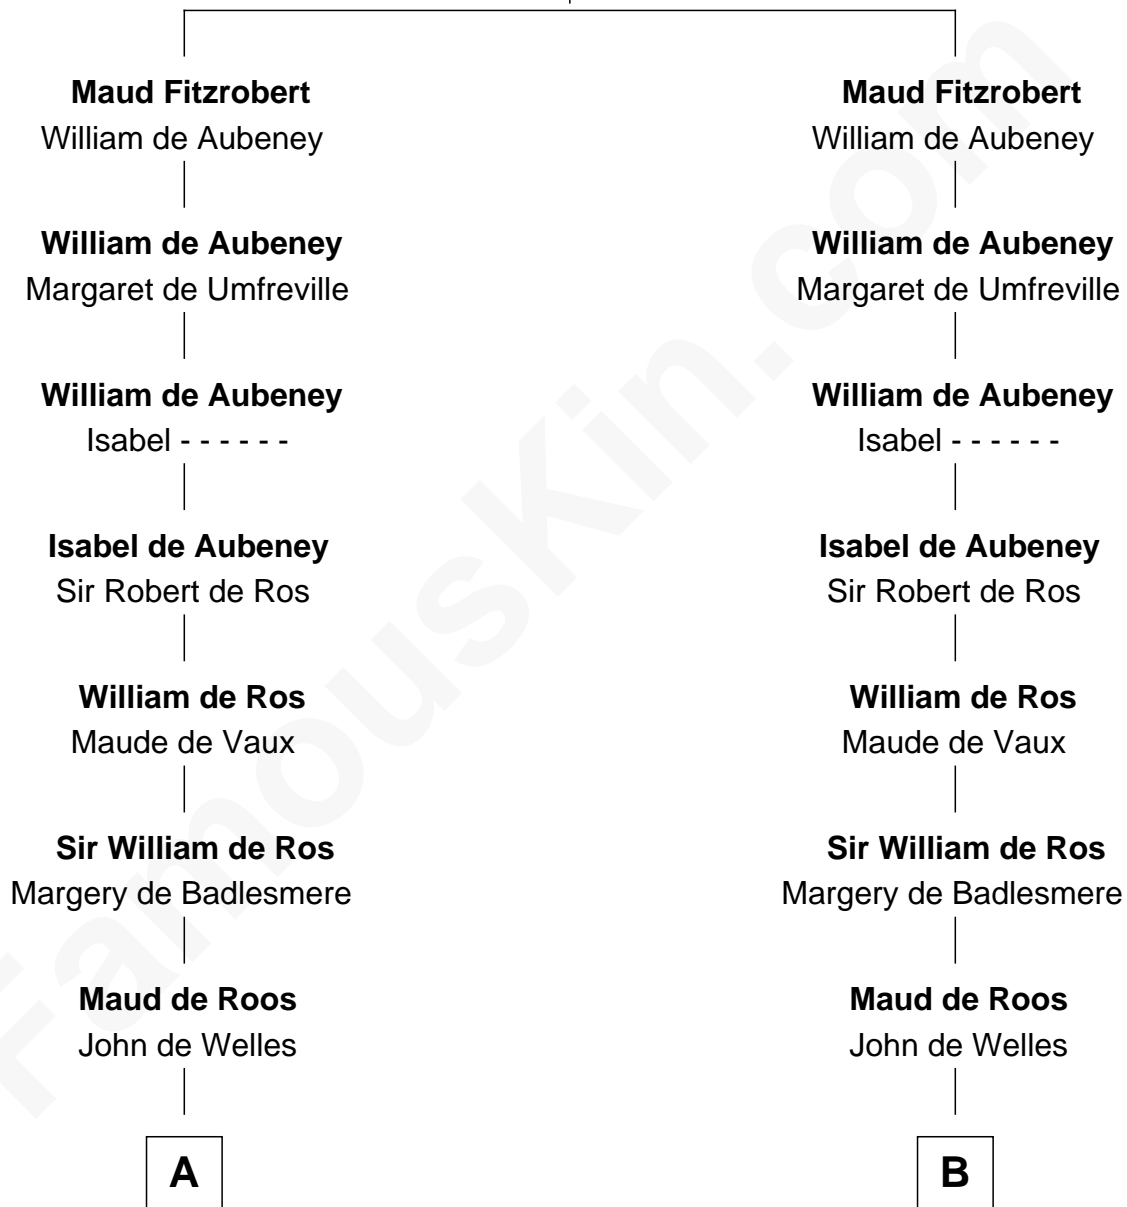 Maud Fitzrobert
William de Aubeney
William de Aubeney
Margaret de Umfreville
William de Aubeney
Isabel - - - - - -
Isabel de Aubeney
Sir Robert de Ros
William de Ros
Maude de Vaux
Sir William de Ros
Margery de Badlesmere
Maud de Roos
John de Welles
A
Maud Fitzrobert
William de Aubeney
William de Aubeney
Margaret de Umfreville
William de Aubeney
Isabel - - - - - -
Isabel de Aubeney
Sir Robert de Ros
William de Ros
Maude de Vaux
Sir William de Ros
Margery de Badlesmere
Maud de Roos
John de Welles
B
FamousKin.com